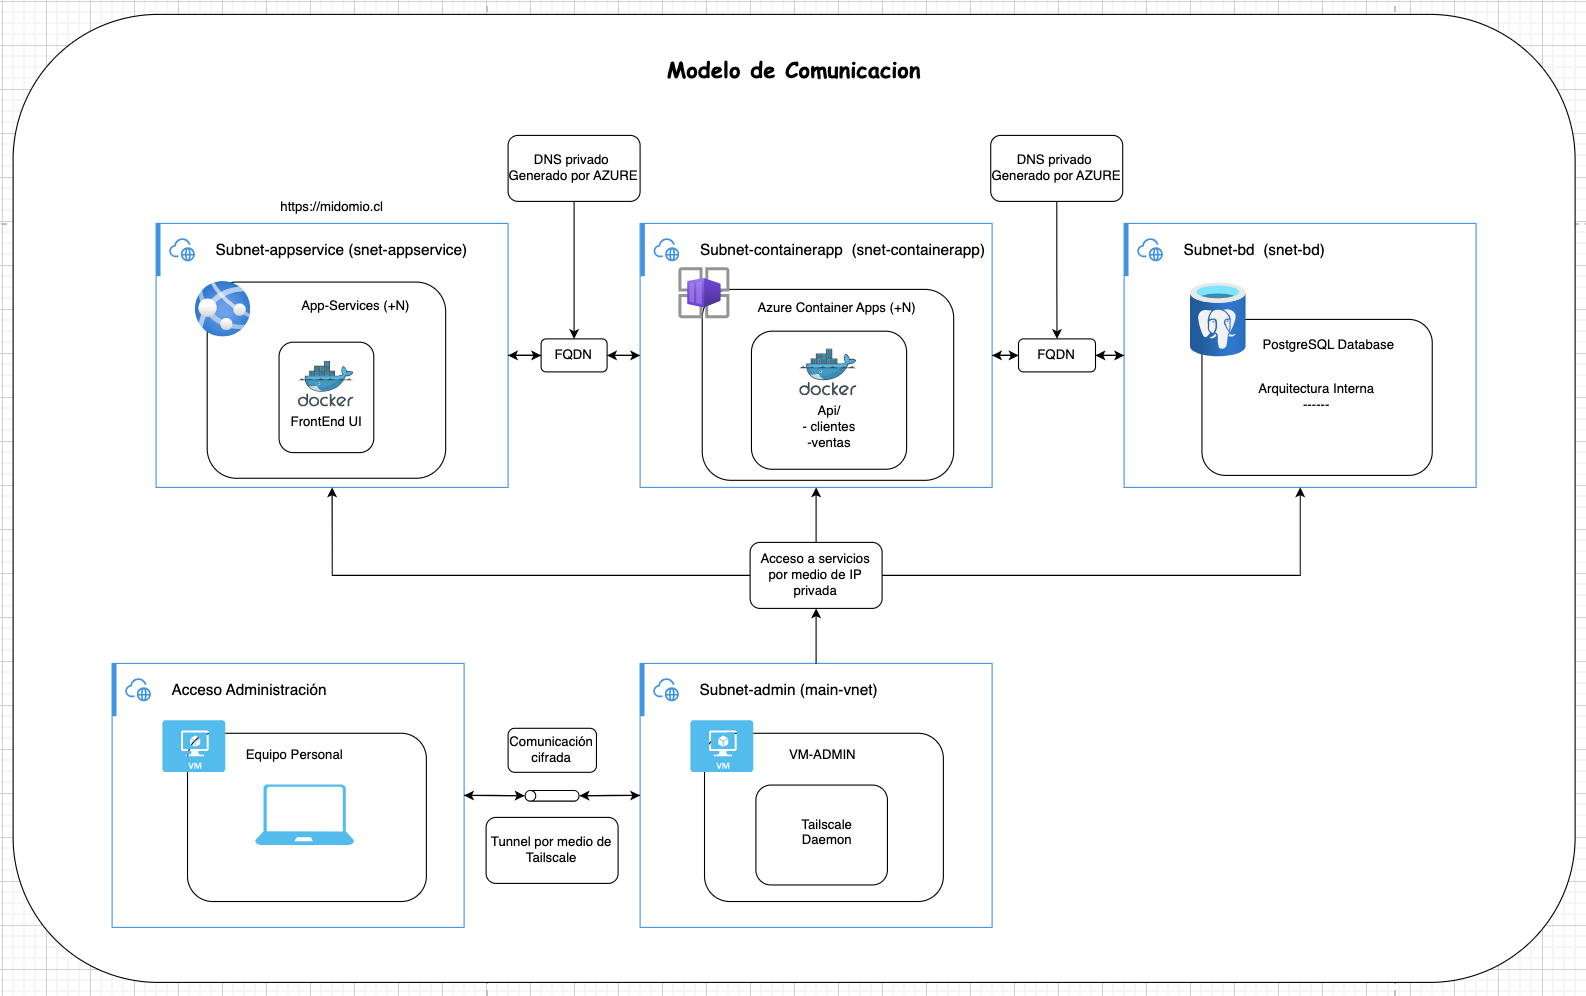 Modelo de Comunicacion
DNS privado
Generado por AZURE
DNS privado
Generado por AZURE
https://midomio.cl
Subnet-appservice (snet-appservice)
App-Services (+N)
docker
FrontEnd UI
FQDN
Subnet-containerapp (snet-containerapp)
Azure Container Apps (+N)
docker
Api/
- clientes
-ventas
FQDN
Subnet-bd (snet-bd)
PostgreSQL Database
Arquitectura Interna
------
Acceso a servicios
por medio de IP
privada
Acceso Administración
VM
Equipo Personal
Comunicación
cifrada
Tunnel por medio de
Tailscale
Subnet-admin (main-vnet)
VM
VM-ADMIN
Tailscale
Daemon